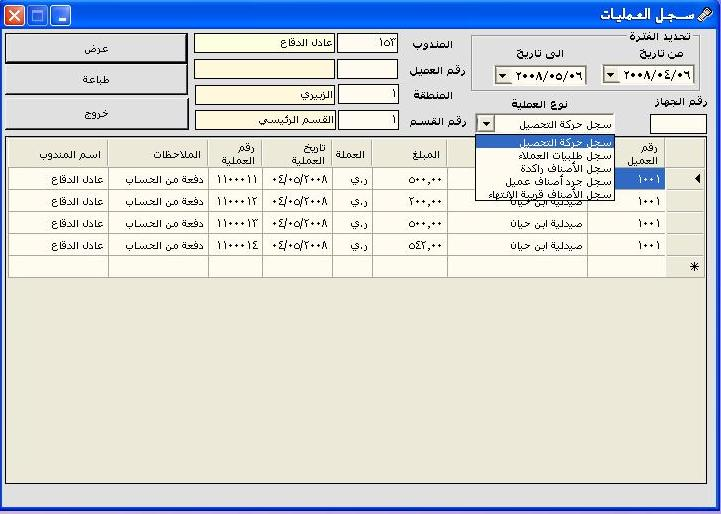 سجل العمليات
تحديد الفترة
من تاريخ
الى تاريخ
٢٠٠٨/٠٤/٠٦
٢٠٠٨/٠٥/٠٦
رقم الجهاز
نوع العملية
سجل حركة التحصيل
سجل حركة التحصيل
سجل طلبيات العملاء
سجل الأصناف راكدة
سجل جرد أصناف عميل
سجل الأصناف قريبة الإنتهاء
المندوب ١٥٣ عادل الدقاع
رقم العميل
المنطقة ١ الزبيري
رقم القسم ١ القسم الرئيسي
عرض
طباعة
خروج
رقم العميل المبلغ العملة تاريخ العملية رقم العملية الملاحظات اسم المندوب
١٠٠١ ٥٠٠,٠٠ ر.ي ٠٤/٠٥/٢٠٠٨ ١١٠٠٠١١ دفعة من الحساب عادل الدقاع
١٠٠١ صيدلية ابن حيان ٢٠٠,٠٠ ر.ي ٠٤/٠٥/٢٠٠٨ ١١٠٠٠١٢ دفعة من الحساب عادل الدقاع
١٠٠١ صيدلية ابن حيان ٥٠٠,٠٠ ر.ي ٠٤/٠٥/٢٠٠٨ ١١٠٠٠١٣ دفعة من الحساب عادل الدقاع
١٠٠١ صيدلية ابن حيان ٥٤٢,٠٠ ر.ي ٠٤/٠٥/٢٠٠٨ ١١٠٠٠١٤ دفعة من الحساب عادل الدقاع